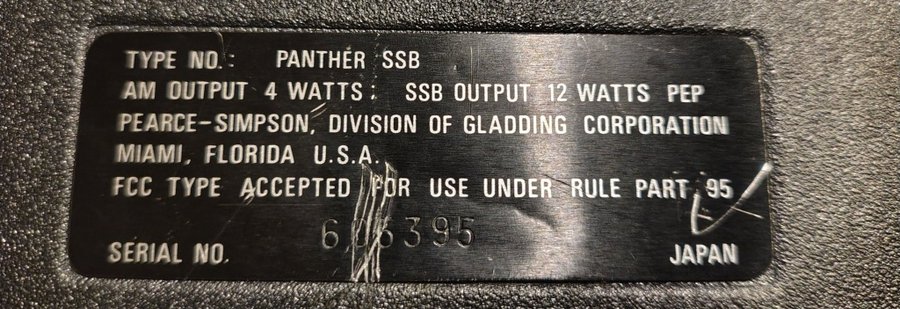 TYPE NO.: PANTHER SSB
AM OUTPUT 4 WATTS; SSB OUTPUT 12 WATTS PEP
PEARCE-SIMPSON, DIVISION OF GLADDING CORPORATION
MIAMI, FLORIDA U.S.A.
FCC TYPE ACCEPTED FOR USE UNDER RULE PART 95
SERIAL NO.
JAPAN